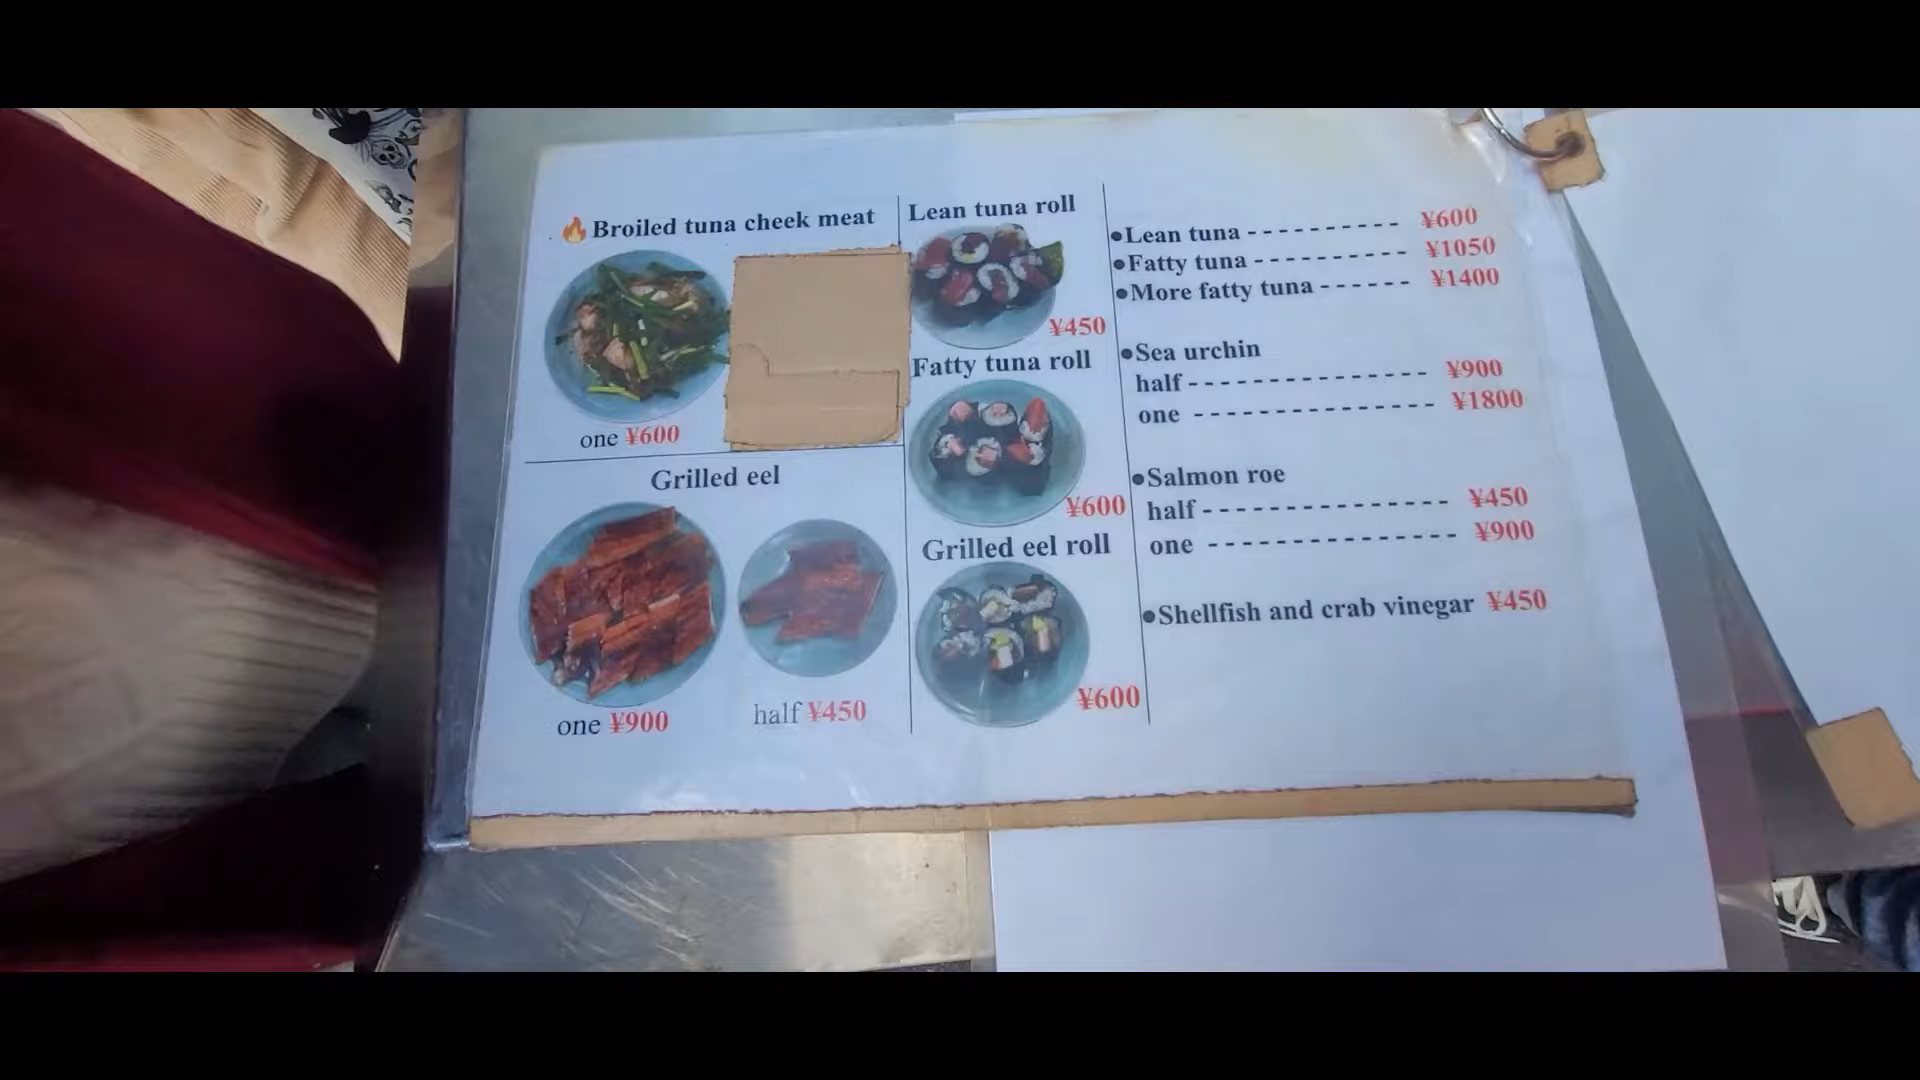 🔥Broiled tuna cheek meat
one ¥600
Grilled eel
one ¥900
half ¥450
Lean tuna roll
¥450
Fatty tuna roll
¥600
Grilled eel roll
¥600
●Lean tuna - - - - - - - - - - ¥600
●Fatty tuna - - - - - - - - - - ¥1050
●More fatty tuna - - - - - - ¥1400
●Sea urchin
half - - - - - - - - - - - - - - - ¥900
one - - - - - - - - - - - - - - - ¥1800
●Salmon roe
half - - - - - - - - - - - - - - - ¥450
one - - - - - - - - - - - - - - - ¥900
●Shellfish and crab vinegar ¥450